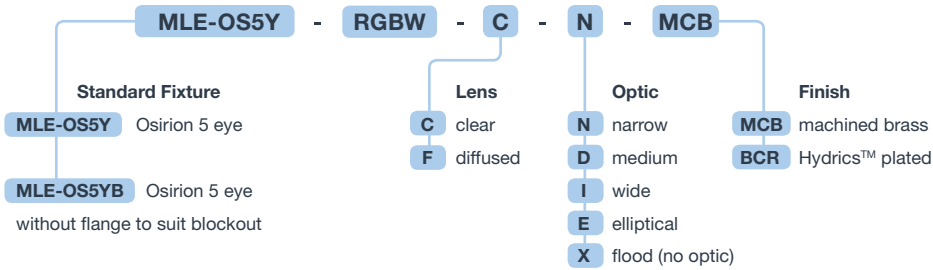 MLE-OS5Y - RGBW - C - N - MCB
Standard Fixture Lens Optic Finish
MLE-OS5Y Osirion 5 eye C clear N narrow MCB machined brass
F diffused D medium BCR Hydrics™ plated
MLE-OS5YB Osirion 5 eye I wide
without flange to suit blockout E elliptical
X flood (no optic)